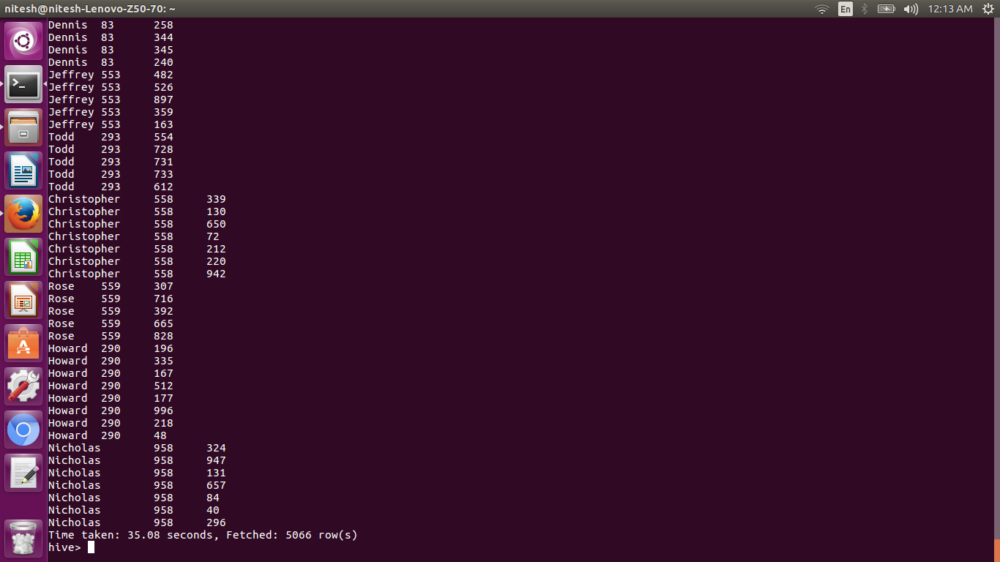 nitesh@nitesh-Lenovo-Z50-70: ~ En 12:13 AM
Dennis 83 258
Dennis 83 344
Dennis 83 345
Dennis 83 240
Jeffrey 553 482
Jeffrey 553 526
Jeffrey 553 897
Jeffrey 553 359
Jeffrey 553 163
Todd 293 554
Todd 293 728
Todd 293 731
Todd 293 733
Todd 293 612
Christopher 558 339
Christopher 558 130
Christopher 558 650
Christopher 558 72
Christopher 558 212
Christopher 558 220
Christopher 558 942
Rose 559 307
Rose 559 716
Rose 559 392
Rose 559 665
Rose 559 828
Howard 290 196
Howard 290 335
Howard 290 167
Howard 290 512
Howard 290 177
Howard 290 996
Howard 290 218
Howard 290 48
Nicholas 958 324
Nicholas 958 947
Nicholas 958 131
Nicholas 958 657
Nicholas 958 84
Nicholas 958 40
Nicholas 958 296
Time taken: 35.08 seconds, Fetched: 5066 row(s)
hive>